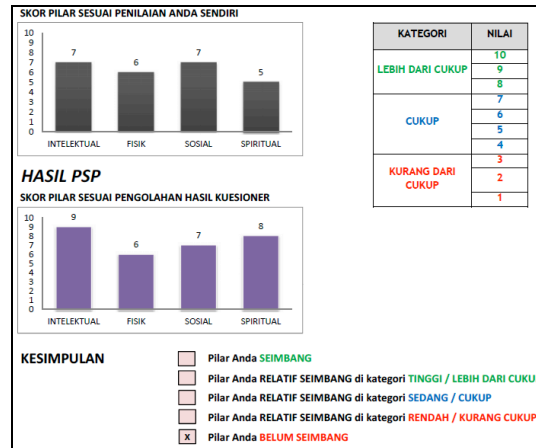 SKOR PILAR SESUAI PENILAIAN ANDA SENDIRI
10
9
8
7
6
5
4
3
2
1
0
7
6
7
5
INTELEKTUAL FISIK SOSIAL SPIRITUAL
KATEGORI NILAI
LEBIH DARI CUKUP
10
9
8
CUKUP
7
6
5
4
KURANG DARI
CUKUP
3
2
1
HASIL PSP
SKOR PILAR SESUAI PENGOLAHAN HASIL KUESIONER
10
9
8
7
6
5
4
3
2
1
0
9
6
7
8
INTELEKTUAL FISIK SOSIAL SPIRITUAL
KESIMPULAN
Pilar Anda SEIMBANG
Pilar Anda RELATIF SEIMBANG di kategori TINGGI / LEBIH DARI CUKU
Pilar Anda RELATIF SEIMBANG di kategori SEDANG / CUKUP
Pilar Anda RELATIF SEIMBANG di kategori RENDAH / KURANG CUKUP
X Pilar Anda BELUM SEIMBANG